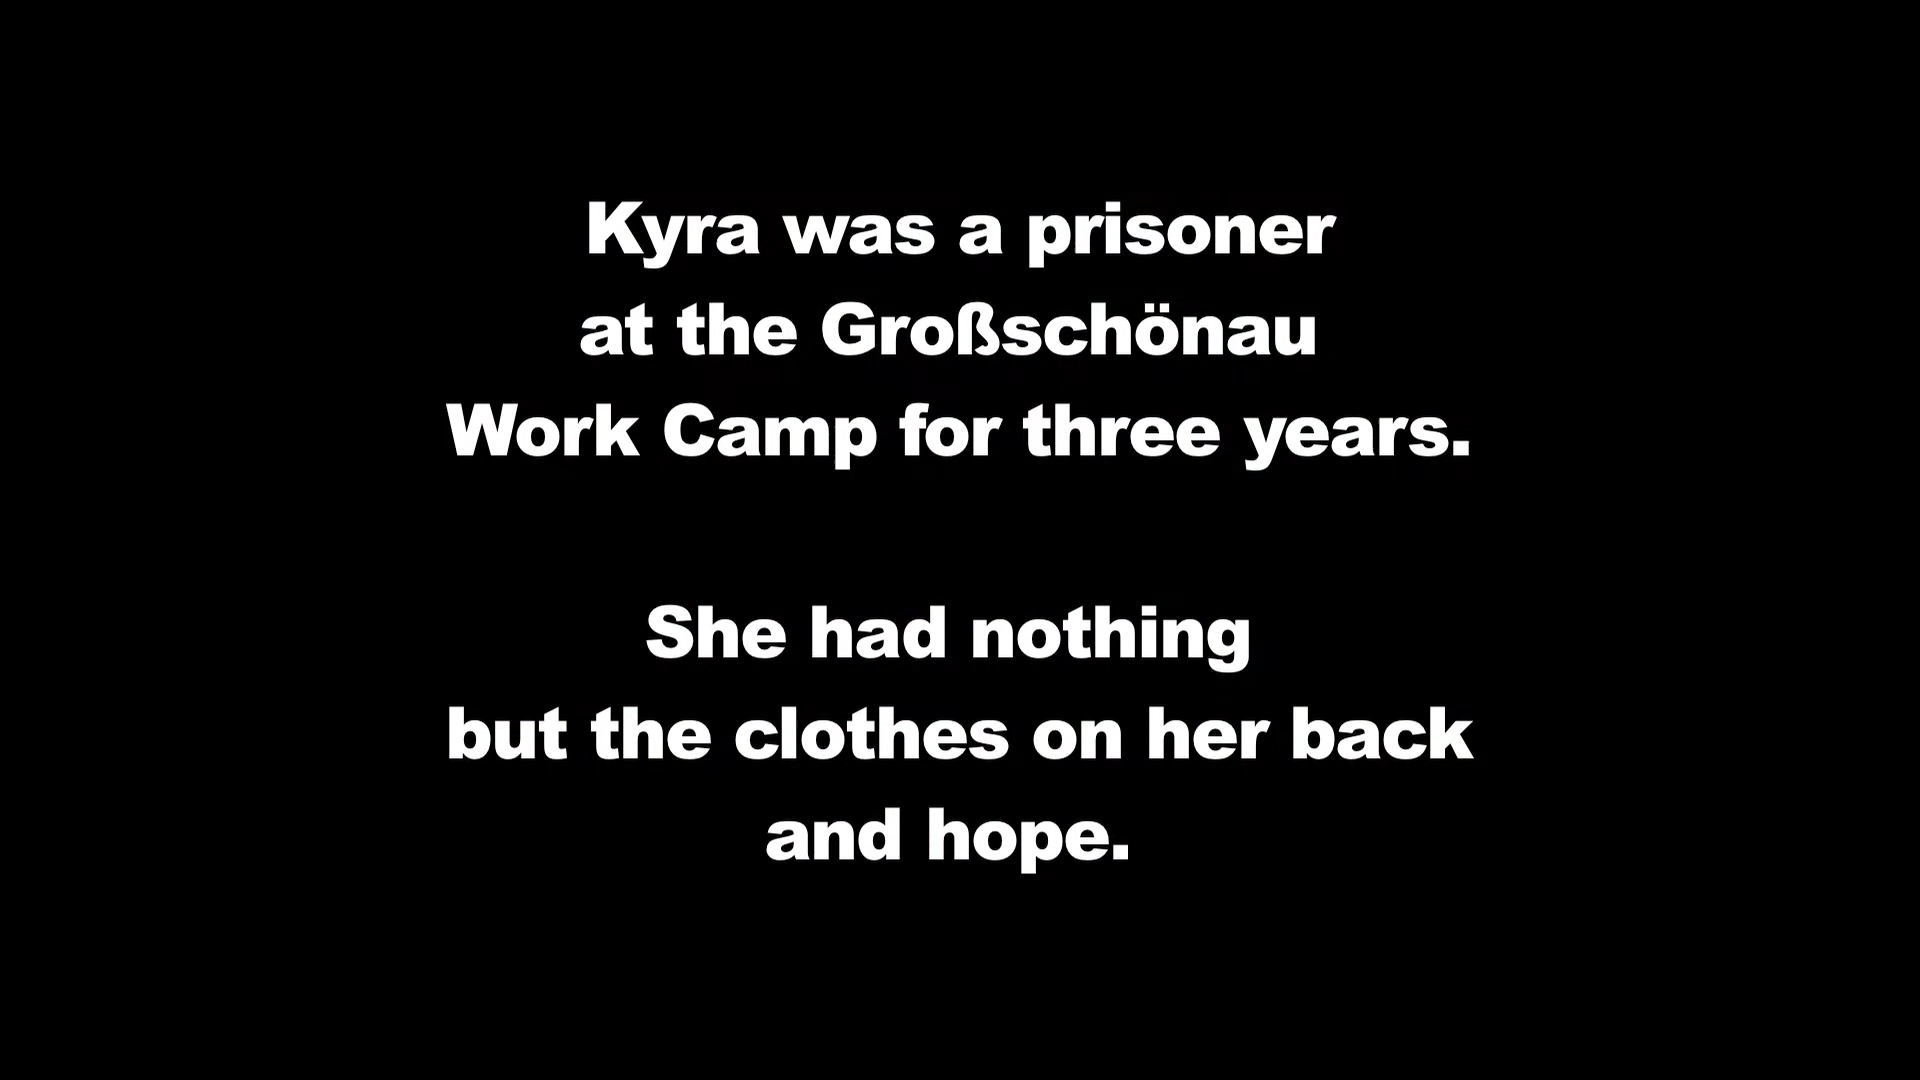 Kyra was a prisoner
at the Großschönau
Work Camp for three years.
She had nothing
but the clothes on her back
and hope.